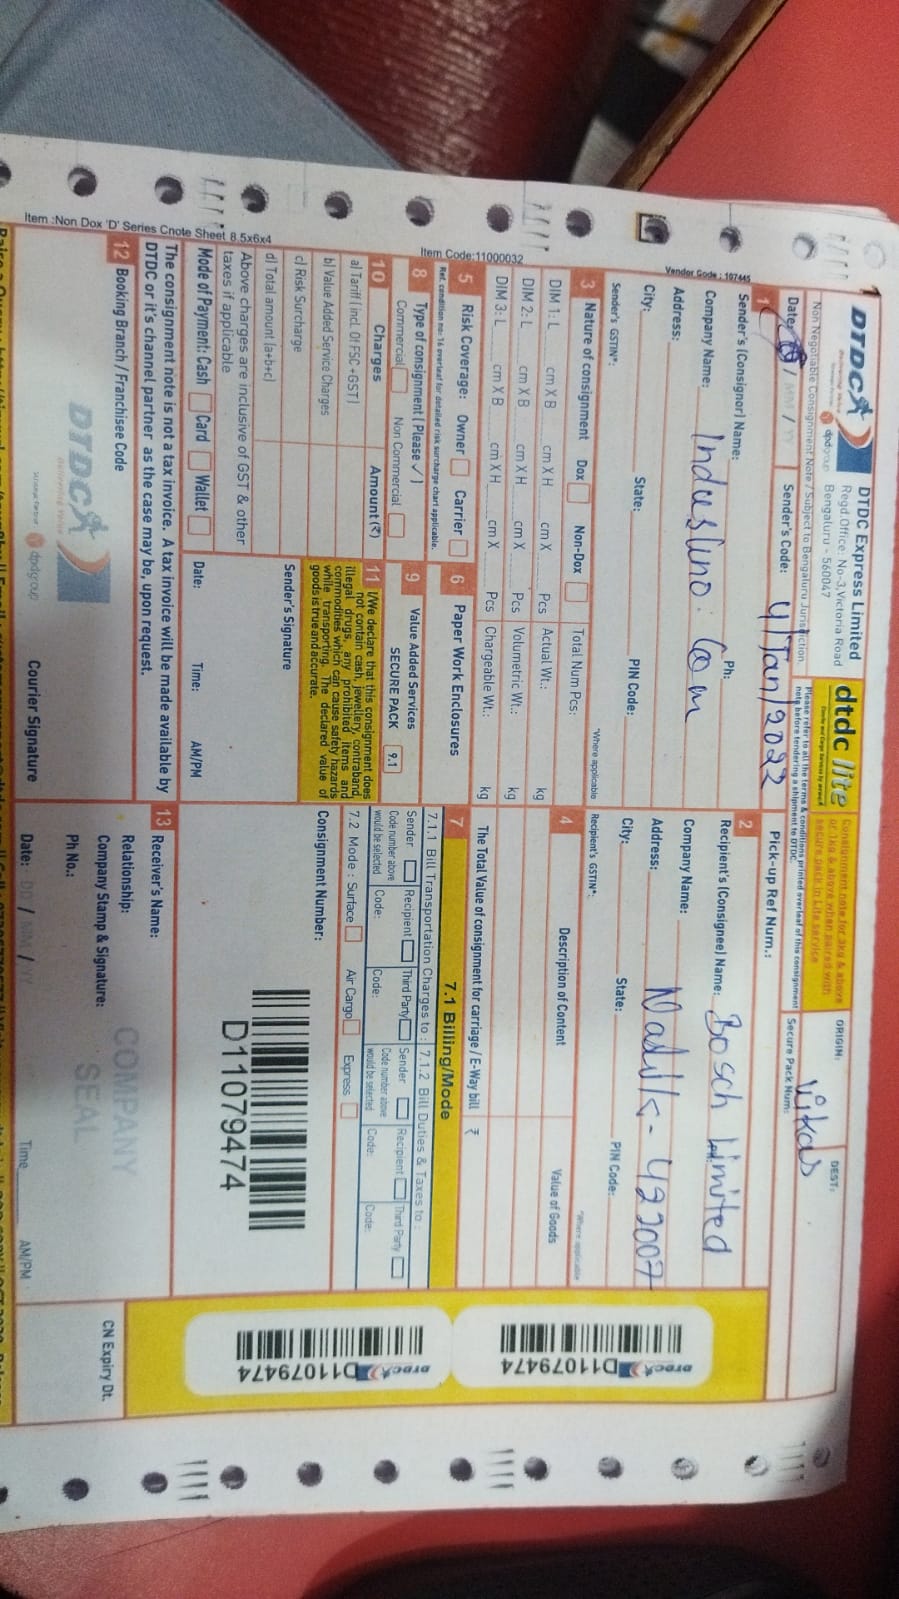 DTDC
DTDC Express Limited
Regd.Office: No-3,Victoria Road
Bengaluru - 560047
dpdgroup
Non Negotiable Consignment Note / Subject to Bengaluru Jurisdiction.
dtdc lite
Consignment note for 3kg & above
or 1kg & above when paired with
secure pack in Lite service
Please refer to all the terms & conditions printed overleaf of this consignment
note before tendering a shipment to DTDC.
ORIGIN:
Vikas
DEST:
Date:
MM / YY
Sender's Code:
4/Jan/2022
Pick-up Ref Num.:
Secure Pack Num:
1
Sender's (Consignor) Name:
Ph:
Company Name: Industino. Com
Address:
City:
State:
PIN Code:
Sender's GSTIN*:
*Where applicable
2
Recipient's (Consignee) Name: Bosch Limited
Company Name:
Address: Nasik - 422007
City:
State:
PIN Code:
Recipient's GSTIN*:
*Where applicable
3 Nature of consignment Dox Non-Dox Total Num Pcs:
DIM 1: L cm X B cm X H cm X Pcs Actual Wt.: kg
DIM 2: L cm X B cm X H cm X Pcs Volumetric Wt.: kg
DIM 3: L cm X B cm X H cm X Pcs Chargeable Wt.: kg
4 Description of Content Value of Goods
The Total Value of consignment for carriage / E-Way bill ₹
5 Risk Coverage: Owner Carrier
Ref. condition no: 16 overleaf for detailed risk surcharge chart applicable.
6 Paper Work Enclosures
7 7.1 Billing/Mode
7.1.1 Bill Transportation Charges to : 7.1.2 Bill Duties & Taxes to :
Sender Recipient Third Party Sender Recipient Third Party
Code number above
would be selected
Code: Code:
Code number above
would be selected
Code: Code:
7.2 Mode : Surface Air Cargo Express
8 Type of consignment ( Please ✓ )
Commercial Non Commercial
9 Value Added Services
SECURE PACK 9.1
10 Charges Amount (₹)
a) Tariff ( incl. Of FSC + GST )
b) Value Added Service Charges
c) Risk Surcharge
d) Total amount (a+b+c)
Above charges are inclusive of GST & other
taxes if applicable
Mode of Payment: Cash Card Wallet
11 I/We declare that this consignment does
not contain cash, jewellery, contraband,
illegal drugs, any prohibited items and
commodities which can cause safety hazards
while transporting. The declared value of
goods is true and accurate.
Sender's Signature
Date: Time: AM/PM
Consignment Number:
D11079474
The consignment note is not a tax invoice. A tax invoice will be made available by
DTDC or it's channel partner as the case may be, upon request.
12 Booking Branch / Franchisee Code
DTDC
dpdgroup
Courier Signature
13 Receiver's Name:
Relationship:
Company Stamp & Signature:
COMPANY
SEAL
Ph No.:
Date: DD / MM /
Time
AM/PM
CN Expiry Dt.
DTDC
D11079474
DTDC
D11079474
Vendor Code : 107445
Item Code:11000032
Item :Non Dox 'D' Series Cnote Sheet 8.5x6x4